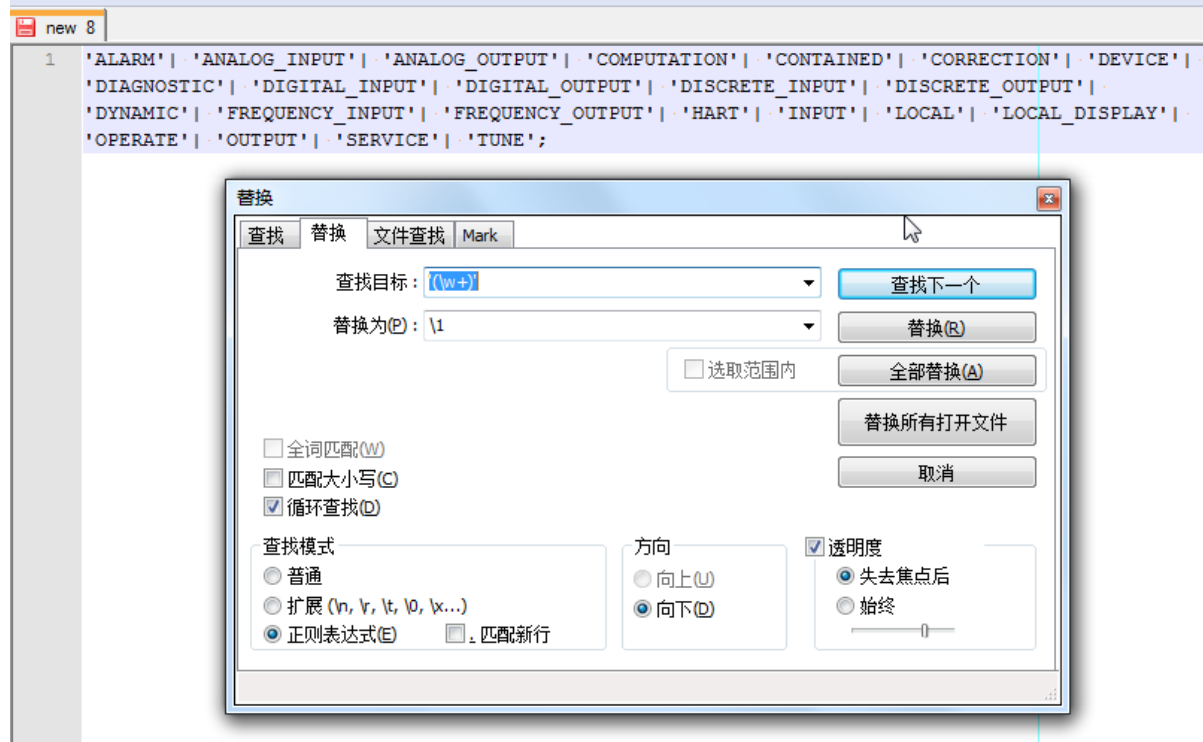 new 8
1 'ALARM'| 'ANALOG_INPUT'| 'ANALOG_OUTPUT'| 'COMPUTATION'| 'CONTAINED'| 'CORRECTION'| 'DEVICE'|
'DIAGNOSTIC'| 'DIGITAL_INPUT'| 'DIGITAL_OUTPUT'| 'DISCRETE_INPUT'| 'DISCRETE_OUTPUT'|
'DYNAMIC'| 'FREQUENCY_INPUT'| 'FREQUENCY_OUTPUT'| 'HART'| 'INPUT'| 'LOCAL'| 'LOCAL_DISPLAY'|
'OPERATE'| 'OUTPUT'| 'SERVICE'| 'TUNE';
替换
查找 替换 文件查找 Mark
查找目标： '(\w+)' 查找下一个
替换为(P)： \1 替换(R)
选取范围内 全部替换(A)
替换所有打开文件
全词匹配(W)
匹配大小写(C) 取消
循环查找(D)
查找模式 方向 透明度
普通 向上(U) 失去焦点后
扩展 (\n, \r, \t, \0, \x...) 向下(D) 始终
正则表达式(E) . 匹配新行